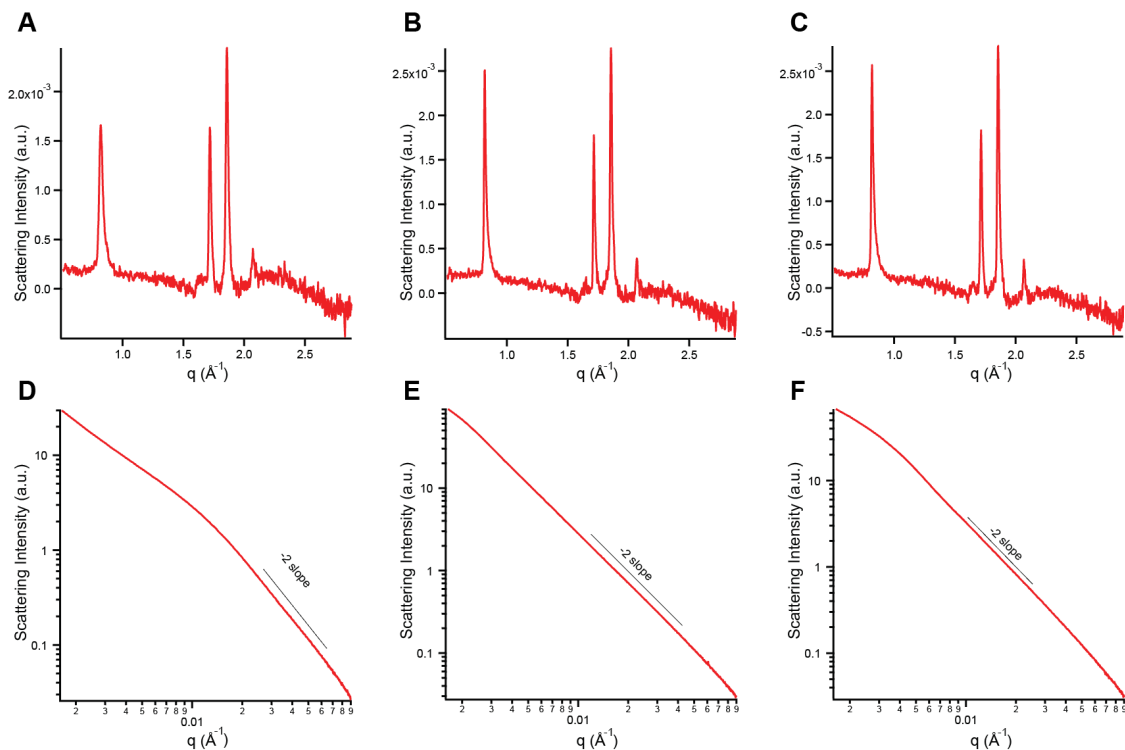 A
B
C
Scattering Intensity (a.u.)
2.0x10⁻³
1.5
1.0
0.5
0.0
1.0
1.5
2.0
2.5
q (Å⁻¹)
Scattering Intensity (a.u.)
2.5x10⁻³
2.0
1.5
1.0
0.5
0.0
1.0
1.5
2.0
2.5
q (Å⁻¹)
Scattering Intensity (a.u.)
2.5x10⁻³
2.0
1.5
1.0
0.5
0.0
-0.5
1.0
1.5
2.0
2.5
q (Å⁻¹)
D
E
F
Scattering Intensity (a.u.)
10
1
0.1
-2 slope
2 3 4 5 6 7 8 9 2 3 4 5 6 7 8 9
0.01
q (Å⁻¹)
Scattering Intensity (a.u.)
10
1
0.1
-2 slope
2 3 4 5 6 7 8 9 2 3 4 5 6 7 8 9
0.01
q (Å⁻¹)
Scattering Intensity (a.u.)
10
1
0.1
-2 slope
2 3 4 5 6 7 8 9 2 3 4 5 6 7 8 9
0.01
q (Å⁻¹)